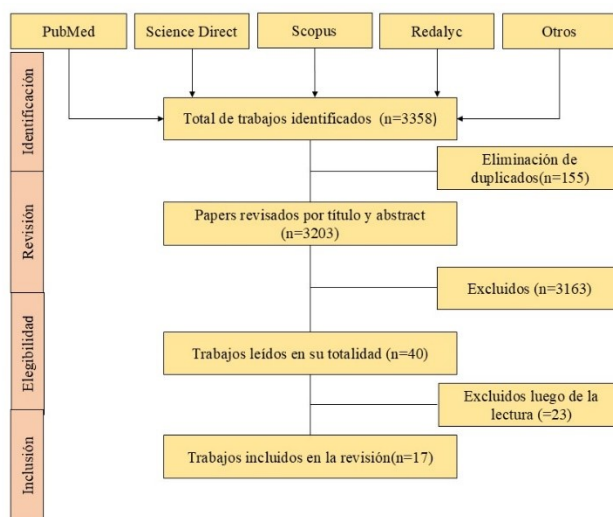 PubMed
Science Direct
Scopus
Redalyc
Otros
Identificación
Total de trabajos identificados (n=3358)
Eliminación de
duplicados(n=155)
Revisión
Papers revisados por título y abstract
(n=3203)
Excluidos (n=3163)
Elegibilidad
Trabajos leídos en su totalidad (n=40)
Excluidos luego de la
lectura (=23)
Inclusión
Trabajos incluidos en la revisión(n=17)